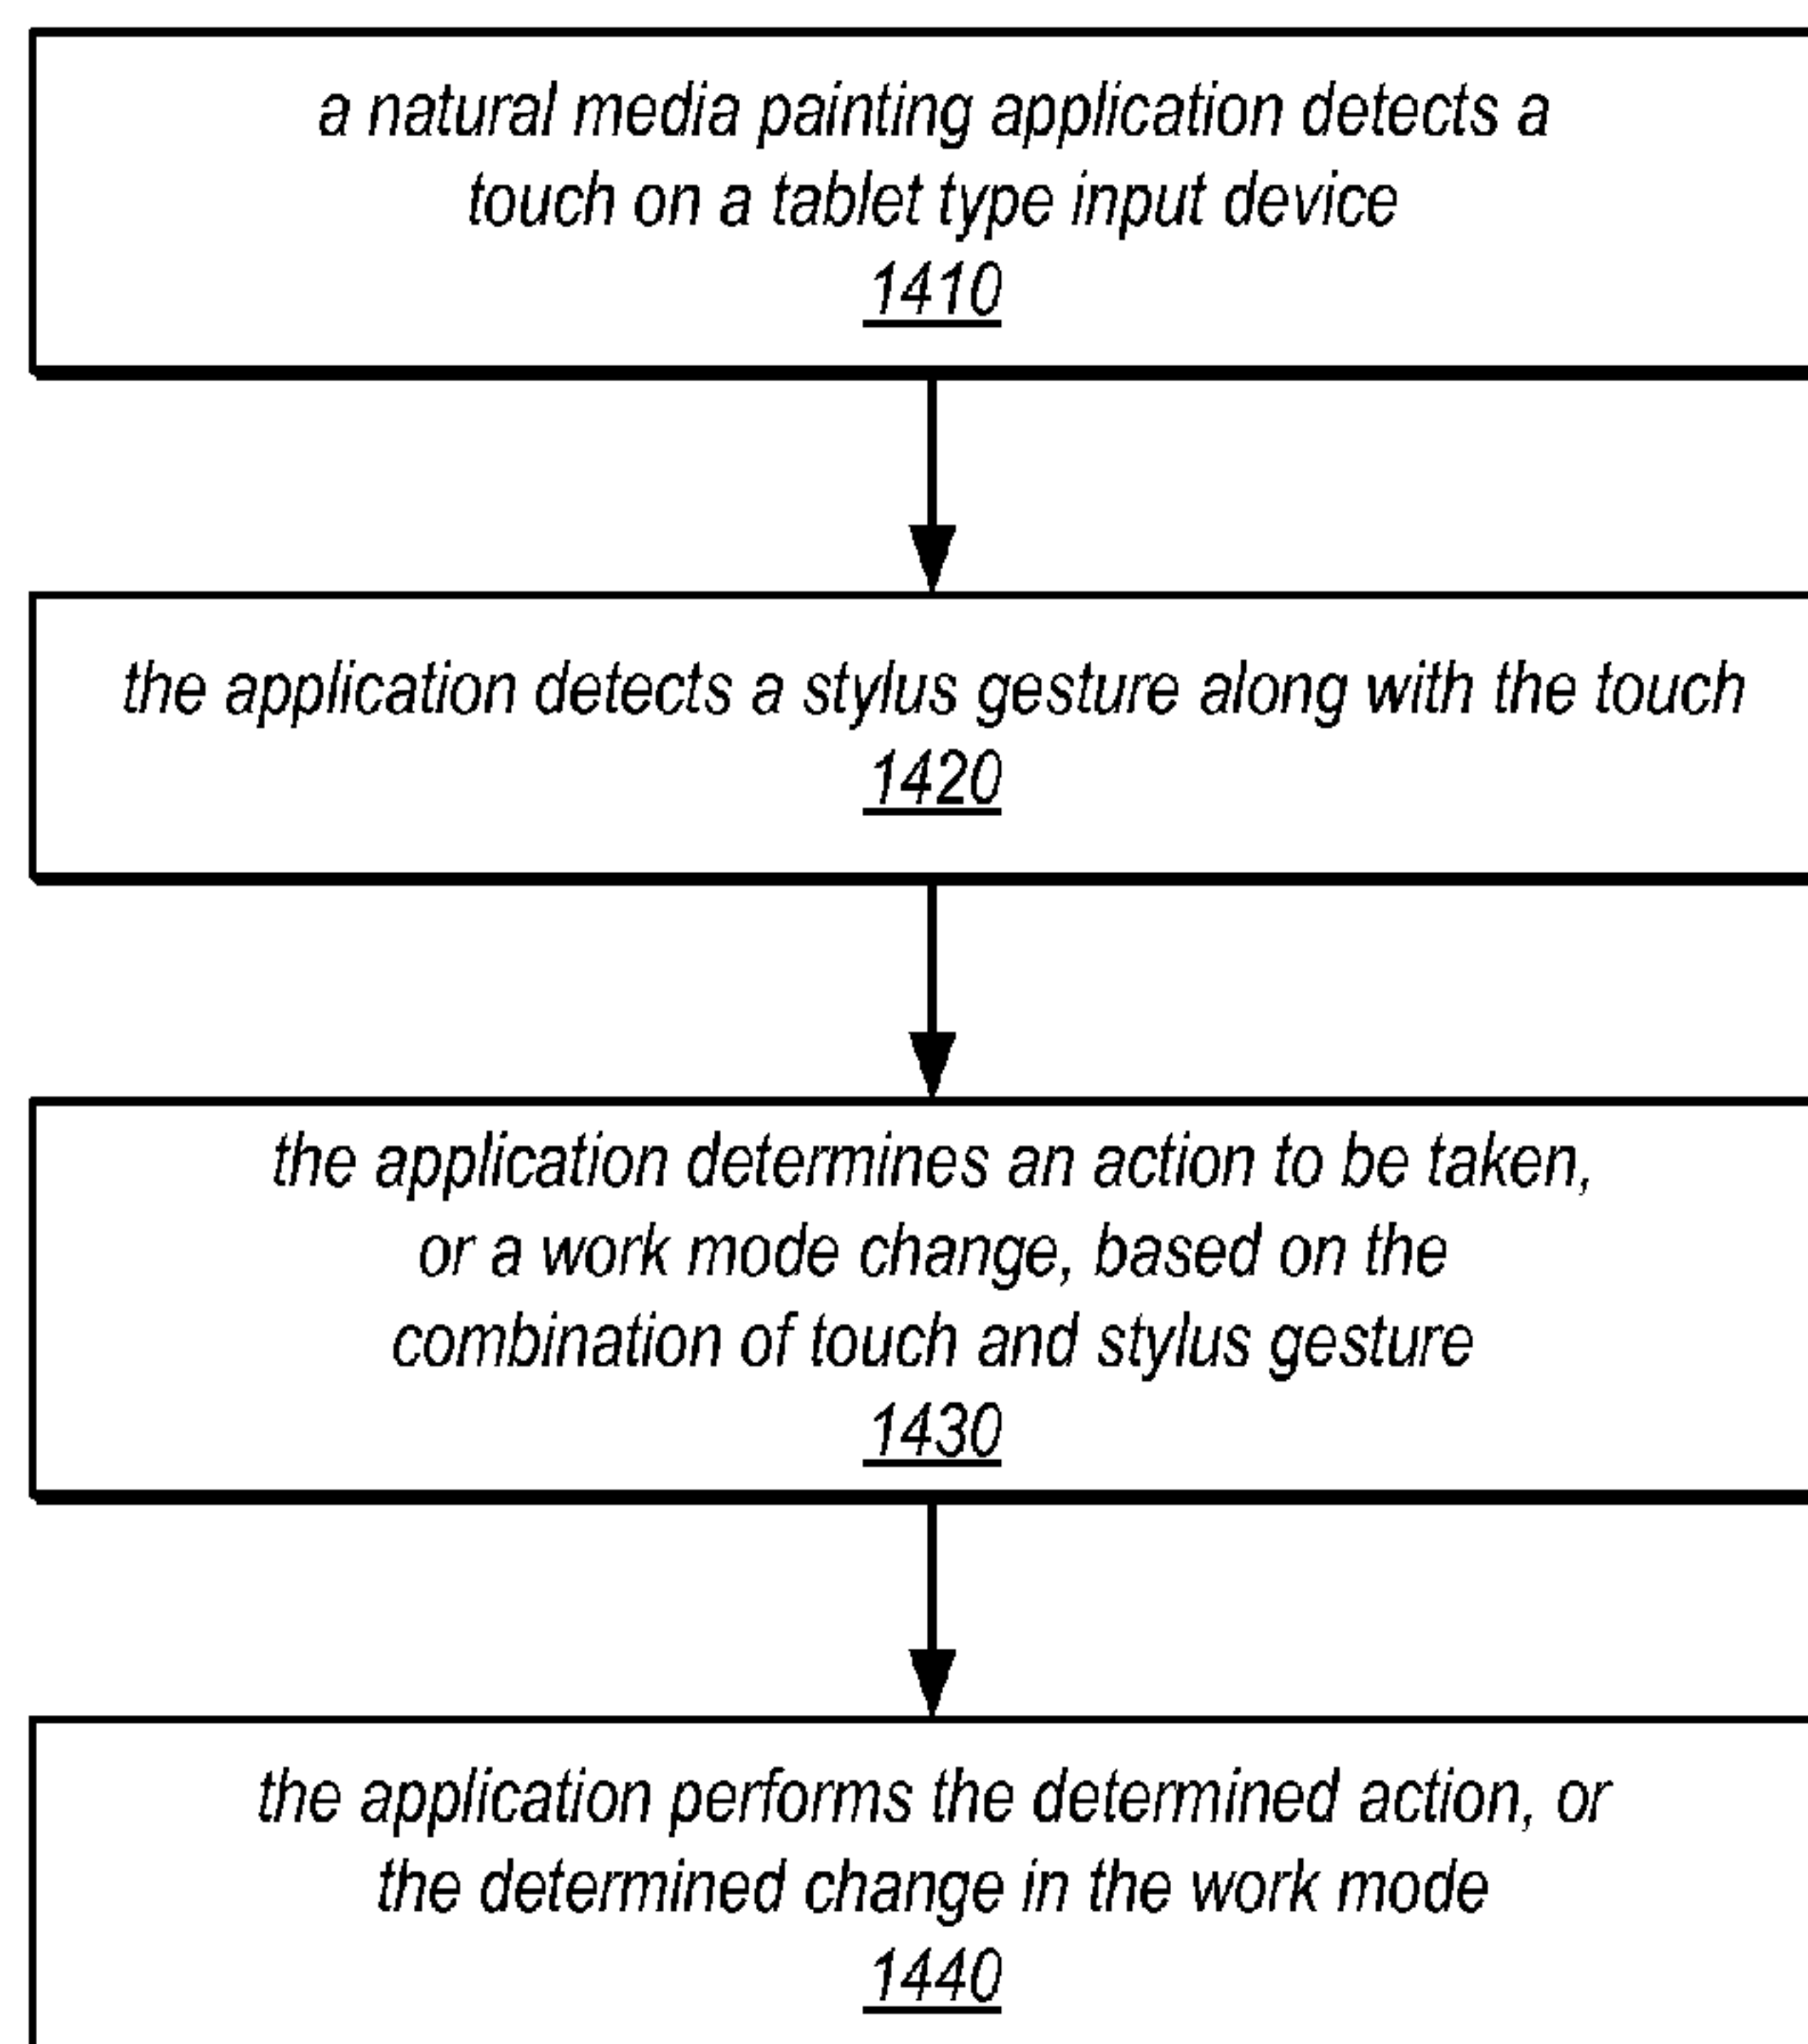 a natural media painting application detects a
touch on a tablet type input device
1410
the application detects a stylus gesture along with the touch
1420
the application determines an action to be taken,
or a work mode change, based on the
combination of touch and stylus gesture
1430
the application performs the determined action, or
the determined change in the work mode
1440